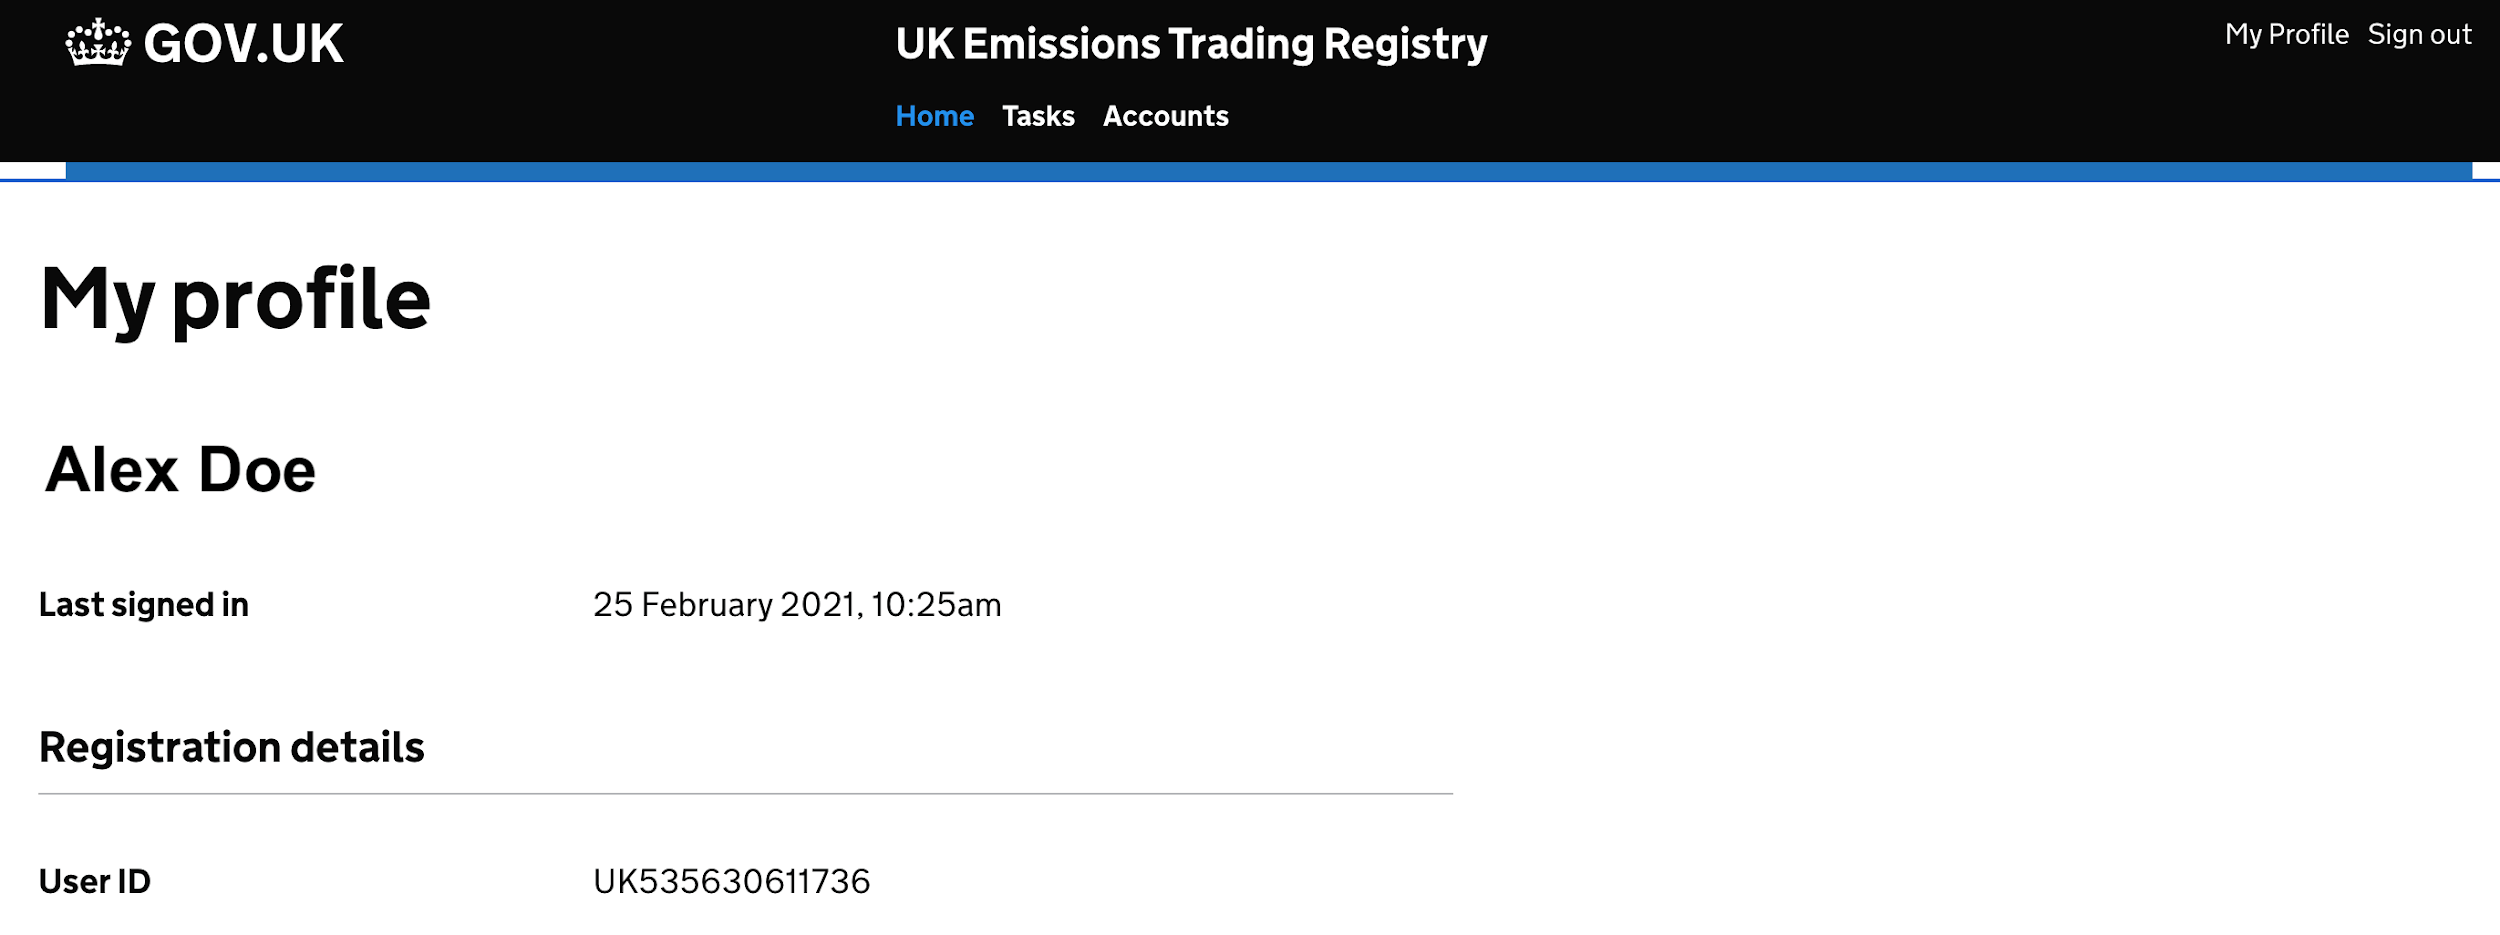 GOV.UK
UK Emissions Trading Registry
My Profile Sign out
Home Tasks Accounts
My profile
Alex Doe
Last signed in 25 February 2021, 10:25am
Registration details
User ID UK535630611736